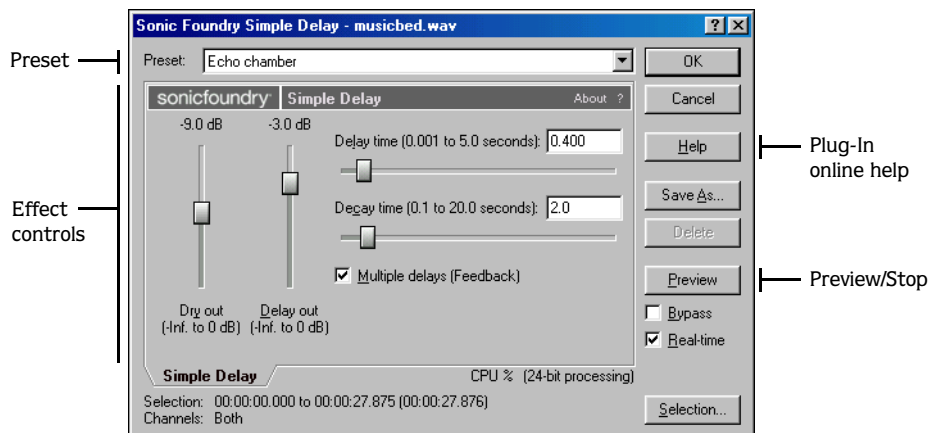 Sonic Foundry Simple Delay - musicbed.wav
Preset
Preset: Echo chamber
OK
sonicfoundry Simple Delay About ?
Cancel
-9.0 dB -3.0 dB
Delay time (0.001 to 5.0 seconds): 0.400
Help
Plug-In
online help
Effect
controls
Decay time (0.1 to 20.0 seconds): 2.0
Save As...
Delete
Multiple delays (Feedback)
Preview
Preview/Stop
Dry out
(-Inf. to 0 dB)
Delay out
(-Inf. to 0 dB)
Bypass
Real-time
Simple Delay
CPU % (24-bit processing)
Selection: 00:00:00.000 to 00:00:27.875 (00:00:27.876)
Channels: Both
Selection...